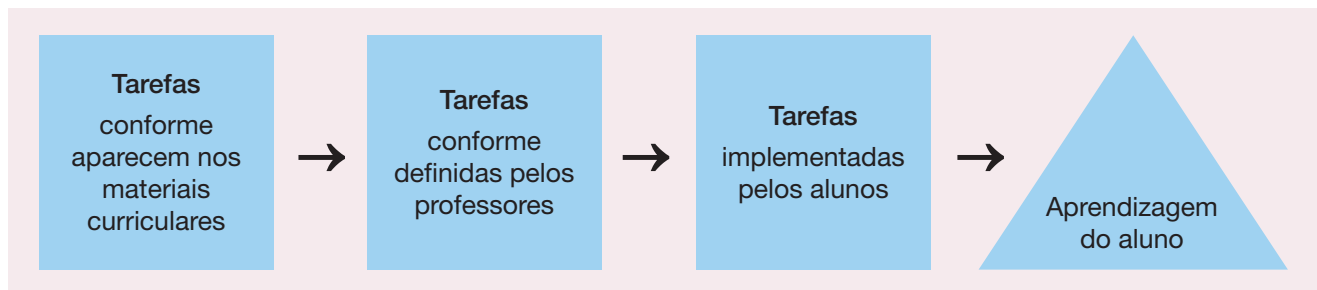 Tarefas
conforme
aparecem nos
materiais
curriculares
Tarefas
conforme
definidas pelos
professores
Tarefas
implementadas
pelos alunos
Aprendizagem
do aluno